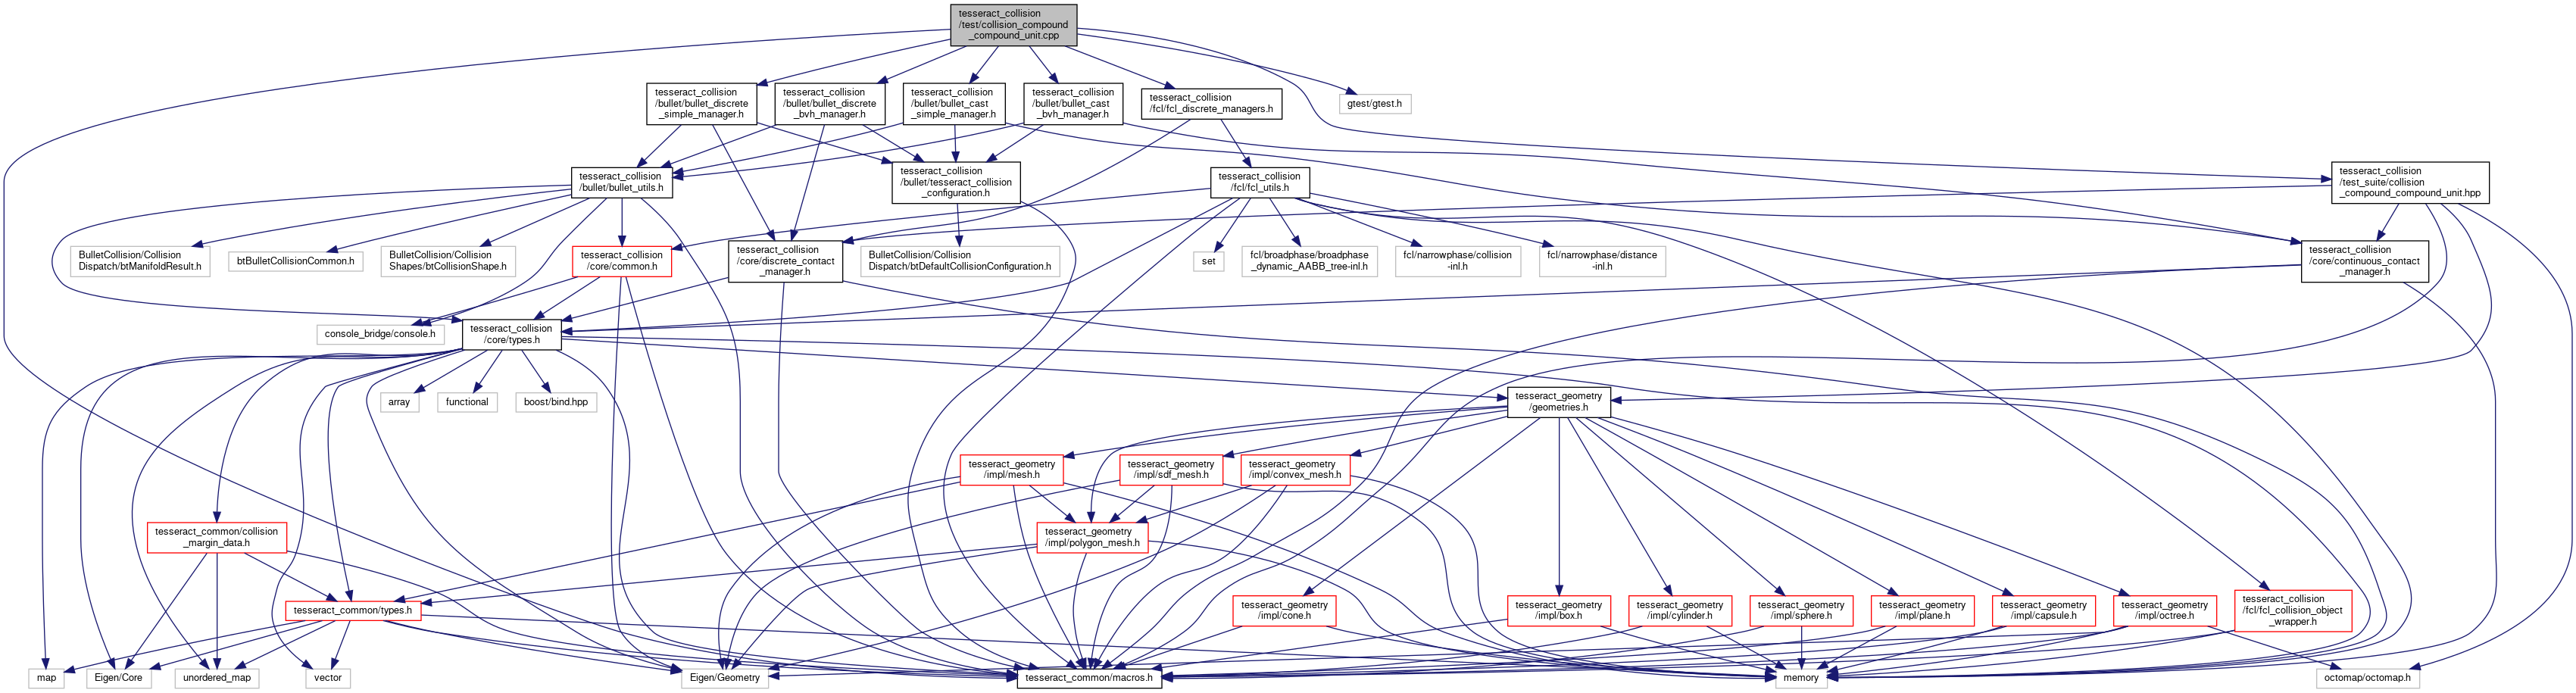 tesseract_collision
/test/collision_compound
_compound_unit.cpp
tesseract_collision
/bullet/bullet_discrete
_simple_manager.h
tesseract_collision
/bullet/bullet_discrete
_bvh_manager.h
tesseract_collision
/bullet/bullet_cast
_simple_manager.h
tesseract_collision
/bullet/bullet_cast
_bvh_manager.h
tesseract_collision
/fcl/fcl_discrete_managers.h
gtest/gtest.h
tesseract_collision
/bullet/bullet_utils.h
tesseract_collision
/bullet/tesseract_collision
_configuration.h
tesseract_collision
/fcl/fcl_utils.h
tesseract_collision
/test_suite/collision
_compound_compound_unit.hpp
BulletCollision/Collision
Dispatch/btManifoldResult.h
btBulletCollisionCommon.h
BulletCollision/Collision
Shapes/btCollisionShape.h
tesseract_collision
/core/common.h
tesseract_collision
/core/discrete_contact
_manager.h
BulletCollision/Collision
Dispatch/btDefaultCollisionConfiguration.h
set
fcl/broadphase/broadphase
_dynamic_AABB_tree-inl.h
fcl/narrowphase/collision
-inl.h
fcl/narrowphase/distance
-inl.h
tesseract_collision
/core/continuous_contact
_manager.h
console_bridge/console.h
tesseract_collision
/core/types.h
array
functional
boost/bind.hpp
tesseract_geometry
/geometries.h
tesseract_geometry
/impl/mesh.h
tesseract_geometry
/impl/sdf_mesh.h
tesseract_geometry
/impl/convex_mesh.h
tesseract_common/collision
_margin_data.h
tesseract_geometry
/impl/polygon_mesh.h
tesseract_common/types.h
tesseract_geometry
/impl/cone.h
tesseract_geometry
/impl/box.h
tesseract_geometry
/impl/cylinder.h
tesseract_geometry
/impl/sphere.h
tesseract_geometry
/impl/plane.h
tesseract_geometry
/impl/capsule.h
tesseract_geometry
/impl/octree.h
tesseract_collision
/fcl/fcl_collision_object
_wrapper.h
map
Eigen/Core
unordered_map
vector
Eigen/Geometry
tesseract_common/macros.h
memory
octomap/octomap.h